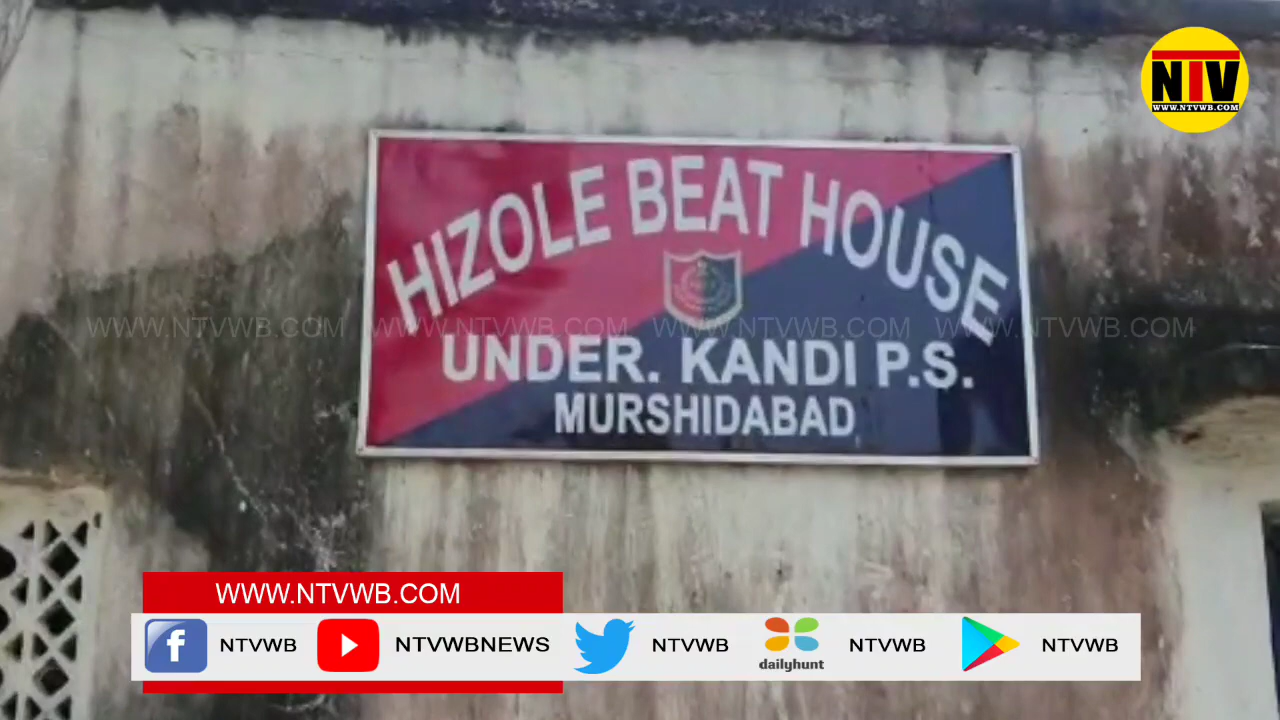 NTV
WWW.NTVWB.COM
HIZOLE BEAT HOUSE
UNDER. KANDI P.S.
MURSHIDABAD
WWW.NTVWB.COM WWW.NTVWB.COM WWW.NTVWB.COM WWW.NTVWB.COM
WWW.NTVWB.COM
f NTVWB NTVWBNEWS NTVWB dailyhunt NTVWB NTVWB